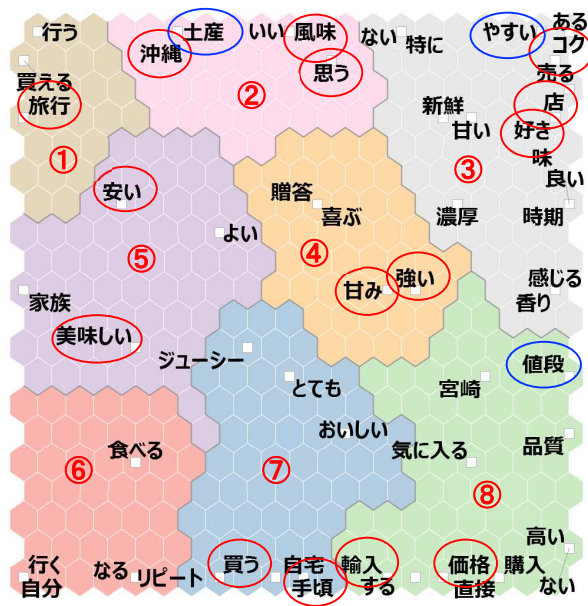 行う
土産
いい
風味
ない
特に
やすい
ある
コク
沖縄
思う
売る
買える
旅行
②
新鮮
店
甘い
好き
味
①
③
安い
贈答
良い
喜ぶ
濃厚
時期
よい
⑤
④
感じる
家族
甘み
強い
香り
美味しい
ジューシー
値段
とても
宮崎
おいしい
気に入る
品質
食べる
⑥
⑦
⑧
高い
行く
自分
なる
リピート
買う
自宅
手頃
輸入
する
価格
直接
購入
ない